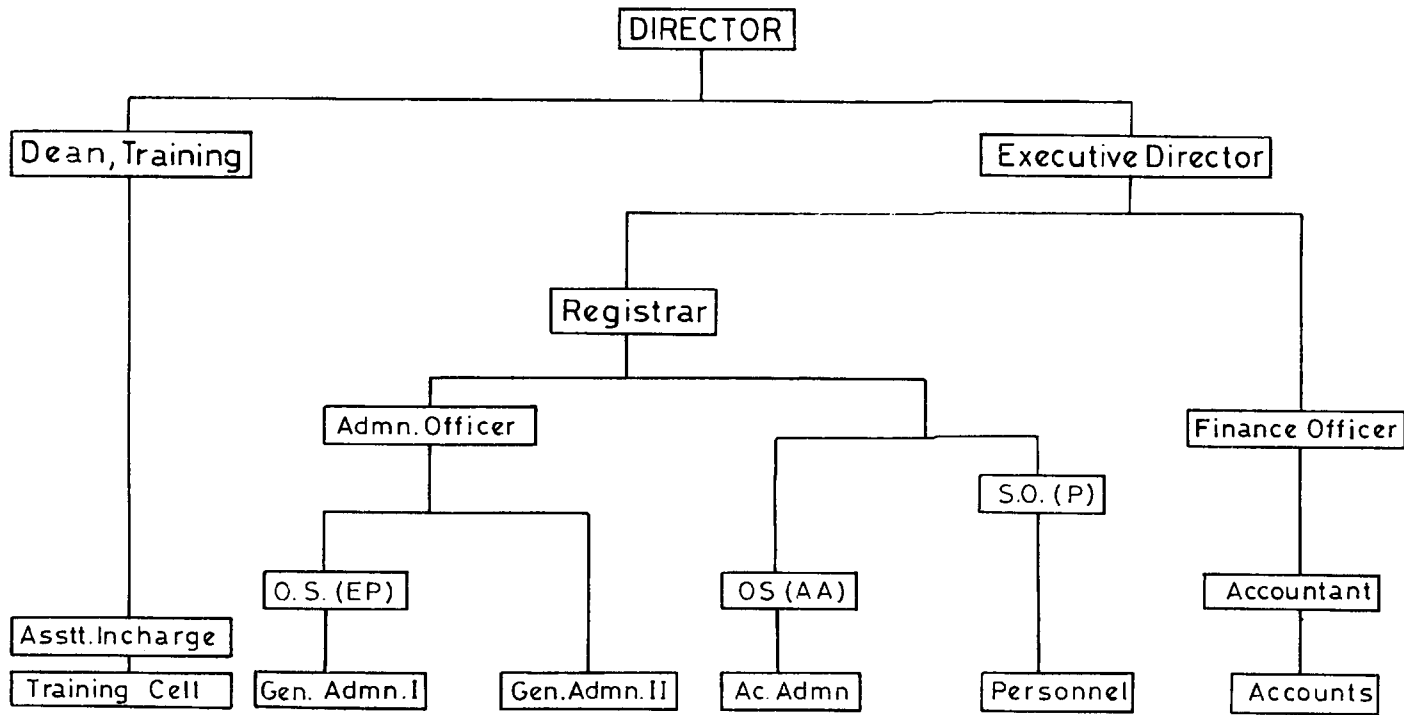 DIRECTOR
Dean, Training
Executive Director
Registrar
Admn. Officer
Finance Officer
S.O. (P)
O. S. (EP)
OS (AA)
Accountant
Asstt. Incharge
Training Cell
Gen. Admn. I
Gen. Admn. II
Ac. Admn
Personnel
Accounts